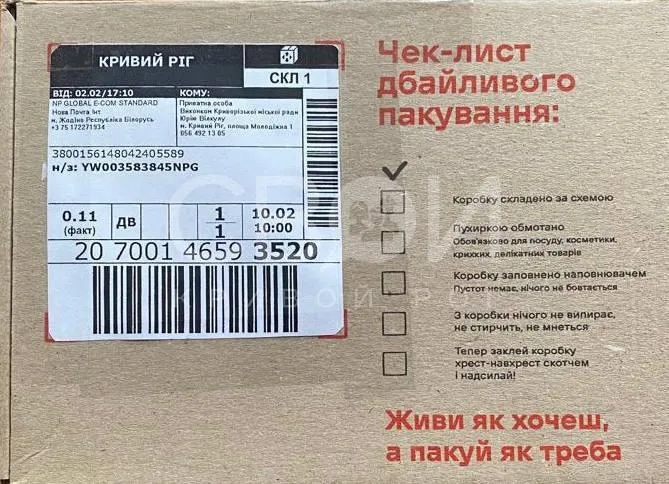 КРИВИЙ РІГ
СКЛ 1
ВІД: 02.02/17:10
NP GLOBAL E-COM STANDARD
Нова Пошта Інт
м. Жодіна Республіка Білорусь
+3 75 172271934
КОМУ:
Приватна особа
Виконком Криворізької міської ради
Юрію Вілкулу
м. Кривий Ріг, площа Молодіжна 1
056 492 13 05
3800156148042405589
н/з: YW003583845NPG
0.11
(факт)
ДВ
1
1
10.02
10:00
20 7001 4659 3520
Чек-лист
дбайливого
пакування:
Коробку складено за схемою
Пухиркою обмотано
Обов'язково для посуду, косметики,
крихких, делікатних товарів
Коробку заповнено наповнювачем
Пустот немає, нічого не бовтається
З коробки нічого не випирає,
не стирчить, не мнеться
Тепер заклей коробку
хрест-навхрест скотчем
і надсилай!
Живи як хочеш,
а пакуй як треба
СВОИ
КРИВОЙ РОГ